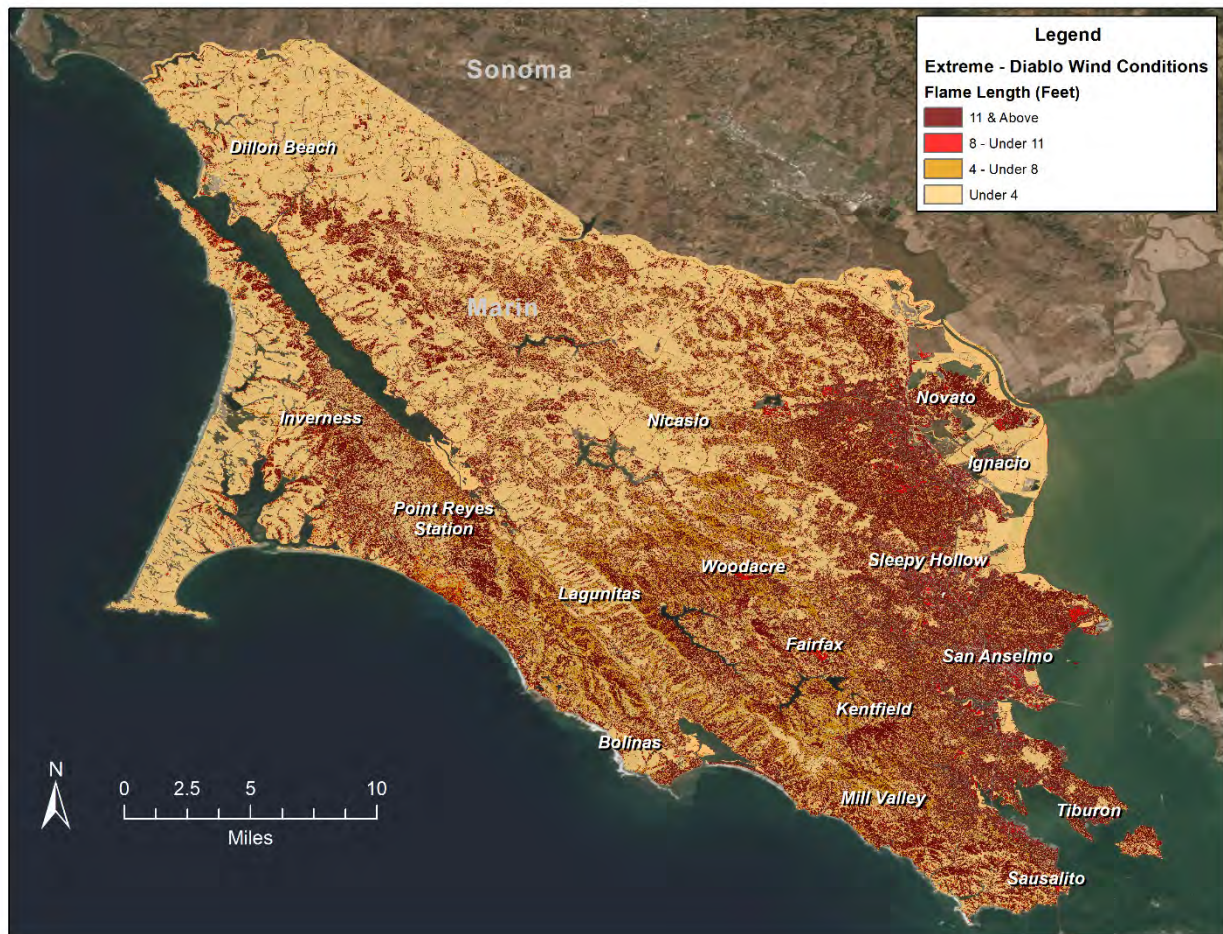 Legend
Extreme - Diablo Wind Conditions
Flame Length (Feet)
11 & Above
8 - Under 11
4 - Under 8
Under 4
Sonoma
Dillon Beach
Marin
Novato
Inverness
Nicasio
Ignacio
Point Reyes
Station
Woodacre
Sleepy Hollow
Lagunitas
Fairfax
San Anselmo
Kentfield
Bolinas
Mill Valley
Tiburon
Sausalito
N
0 2.5 5 10
Miles